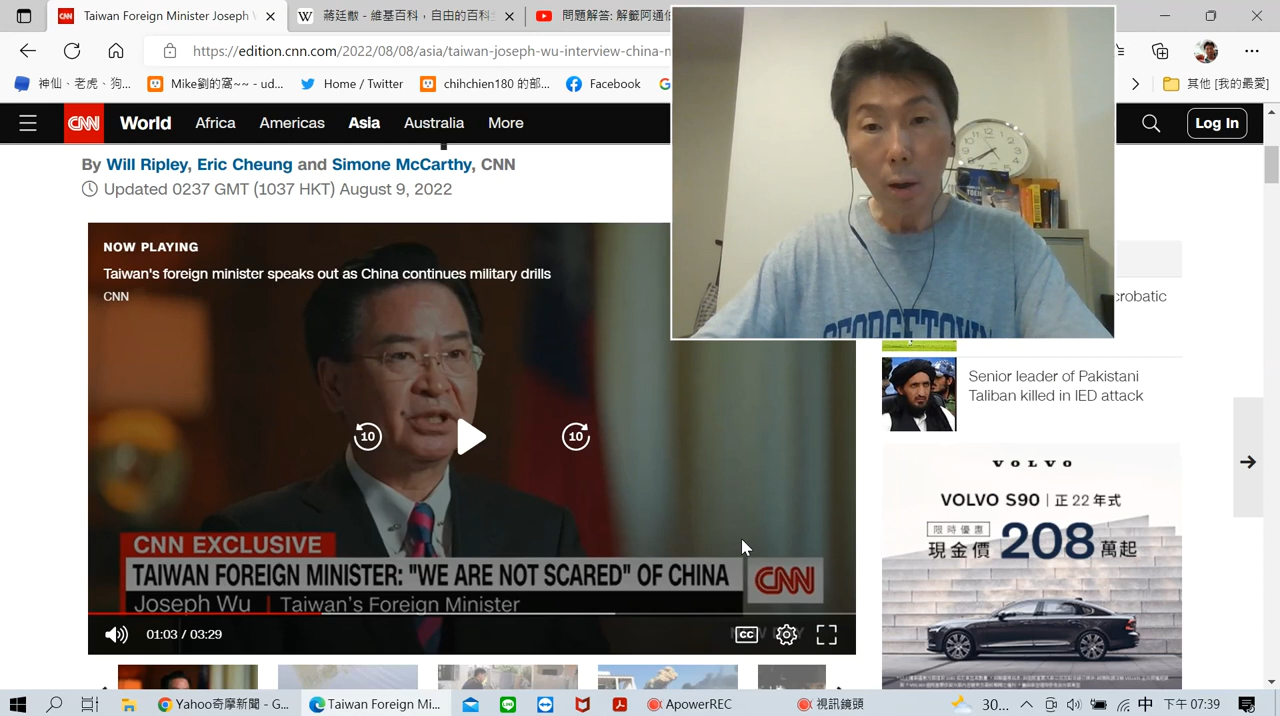 CNN Taiwan Foreign Minister: Jos
羅廷撒 - 維基百科，自由的百科
問題解答: 解籤阿通伯
https://edition.cnn.com/2022/08/08/asia/taiwan-joseph-wu-interview-china-
神仙、老虎、狗...
Mike劉的窩~~ - ud...
Home / Twitter
chihchien180 的部...
Facebook
其他 [我的最愛]
CNN
World
Africa
Americas
Asia
Australia
More
Log In
By Will Ripley, Eric Cheung and Simone McCarthy, CNN
Updated 0237 GMT (1037 HKT) August 9, 2022
NOW PLAYING
Taiwan's foreign minister speaks out as China continues military drills
CNN
10
10
CNN EXCLUSIVE
TAIWAN FOREIGN MINISTER: "WE ARE NOT SCARED" OF CHINA
CNN
Joseph Wu | Taiwan's Foreign Minister
01:03 / 03:29
CC
GEORGETOWN
crobatic
Senior leader of Pakistani
Taliban killed in IED attack
VOLVO
VOLVO S90 | 正 22 年式
限時優惠
現金價 208 萬起
Yahoo奇摩新聞 - G...
Taiwan Foreign Mi...
ApowerREC
視訊鏡頭
30...
中
下午 07:39